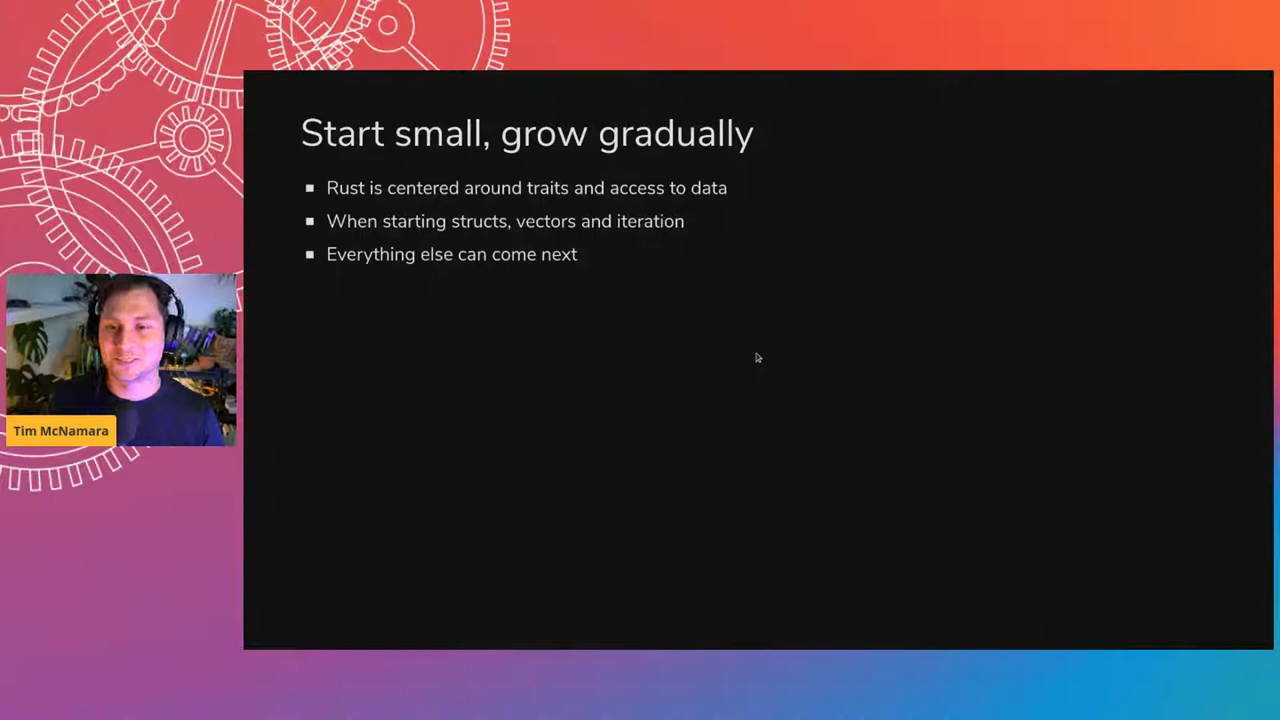 Start small, grow gradually
Rust is centered around traits and access to data
When starting structs, vectors and iteration
Everything else can come next
Tim McNamara